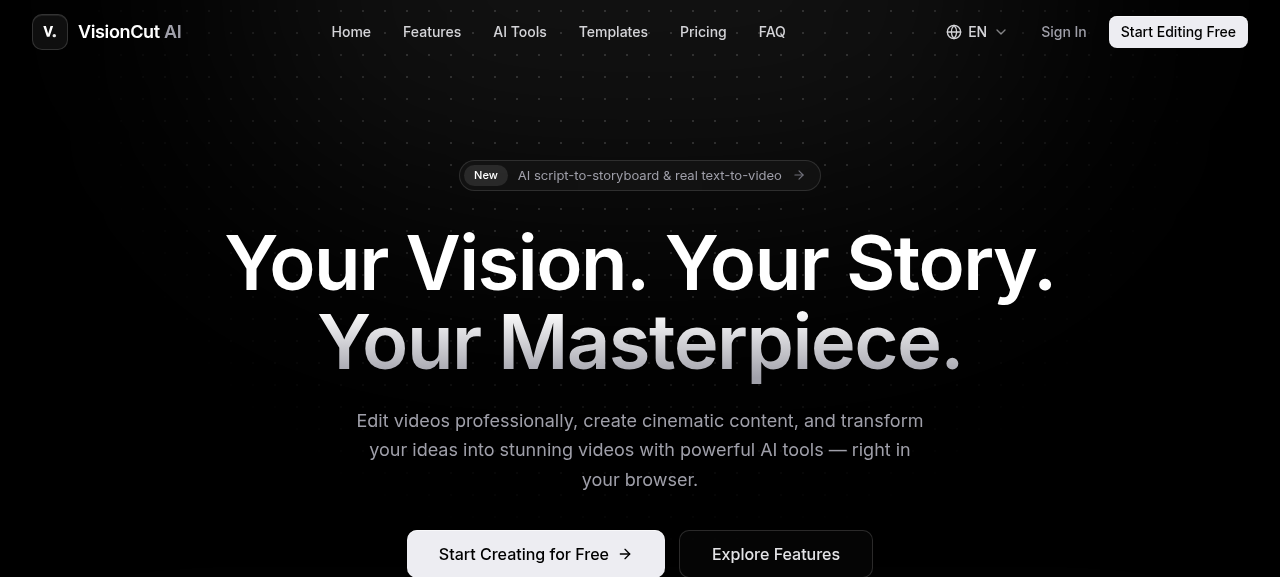 V. VisionCut AI Home Features AI Tools Templates Pricing FAQ EN Sign In Start Editing Free
New AI script-to-storyboard & real text-to-video →
Your Vision. Your Story.
Your Masterpiece.
Edit videos professionally, create cinematic content, and transform
your ideas into stunning videos with powerful AI tools — right in
your browser.
Start Creating for Free → Explore Features